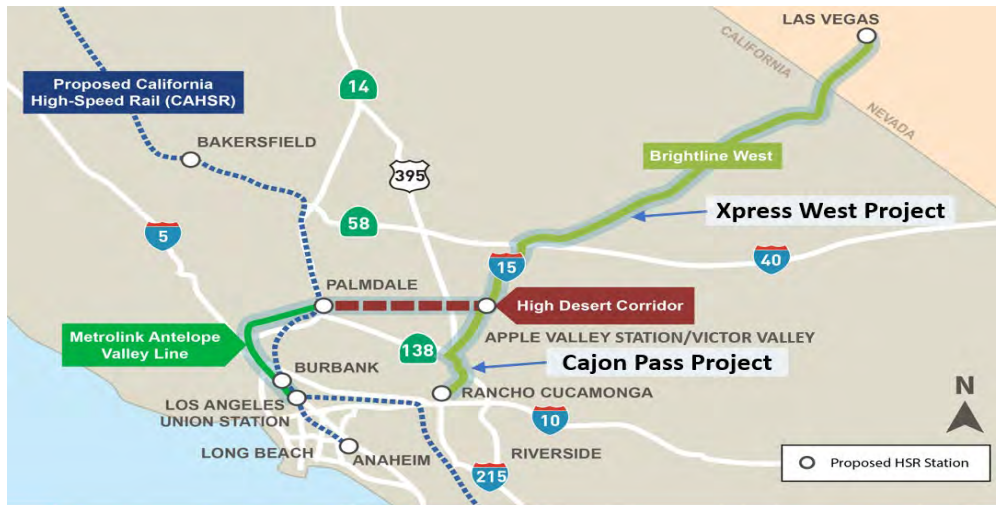 LAS VEGAS
CALIFORNIA
NEVADA
Proposed California
High-Speed Rail (CAHSR)
14
BAKERSFIELD
395
Brightline West
Xpress West Project
58
5
15
40
PALMDALE
High Desert Corridor
Metrolink Antelope
Valley Line
138
APPLE VALLEY STATION/VICTOR VALLEY
Cajon Pass Project
BURBANK
RANCHO CUCAMONGA
LOS ANGELES
UNION STATION
10
N
LONG BEACH
ANAHEIM
RIVERSIDE
215
Proposed HSR Station